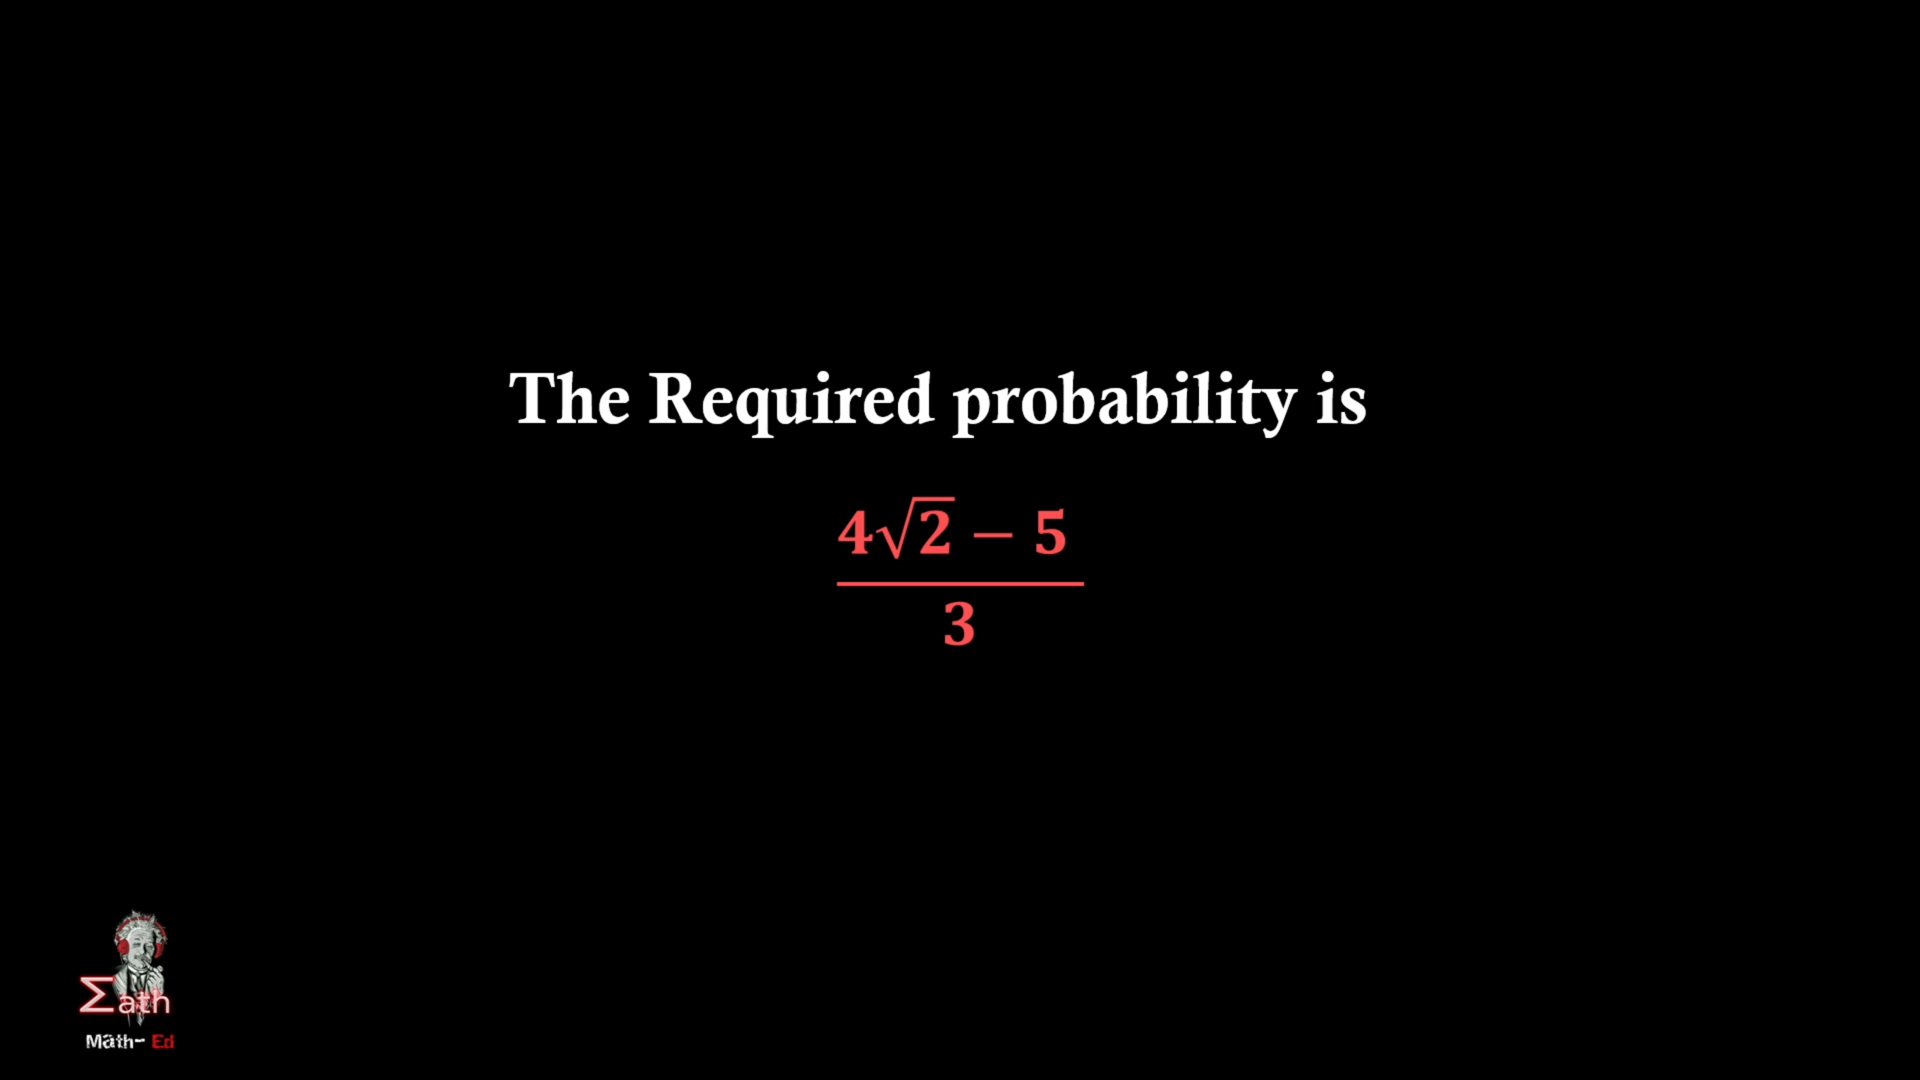 The Required probability is
4√2 − 5
3
Σath
Math- Ed